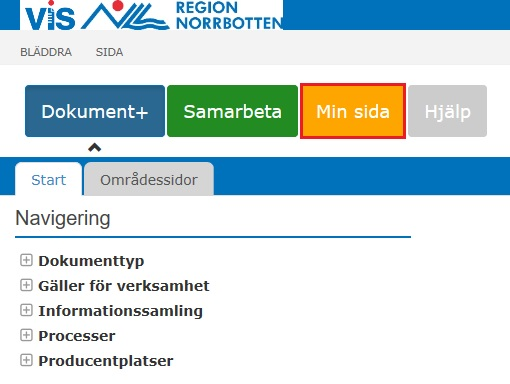 VIS REGION
NORRBOTTEN
BLÄDDRA SIDA
Dokument+ Samarbeta Min sida Hjälp
Start Områdessidor
Navigering
Dokumenttyp
Gäller för verksamhet
Informationssamling
Processer
Producentplatser